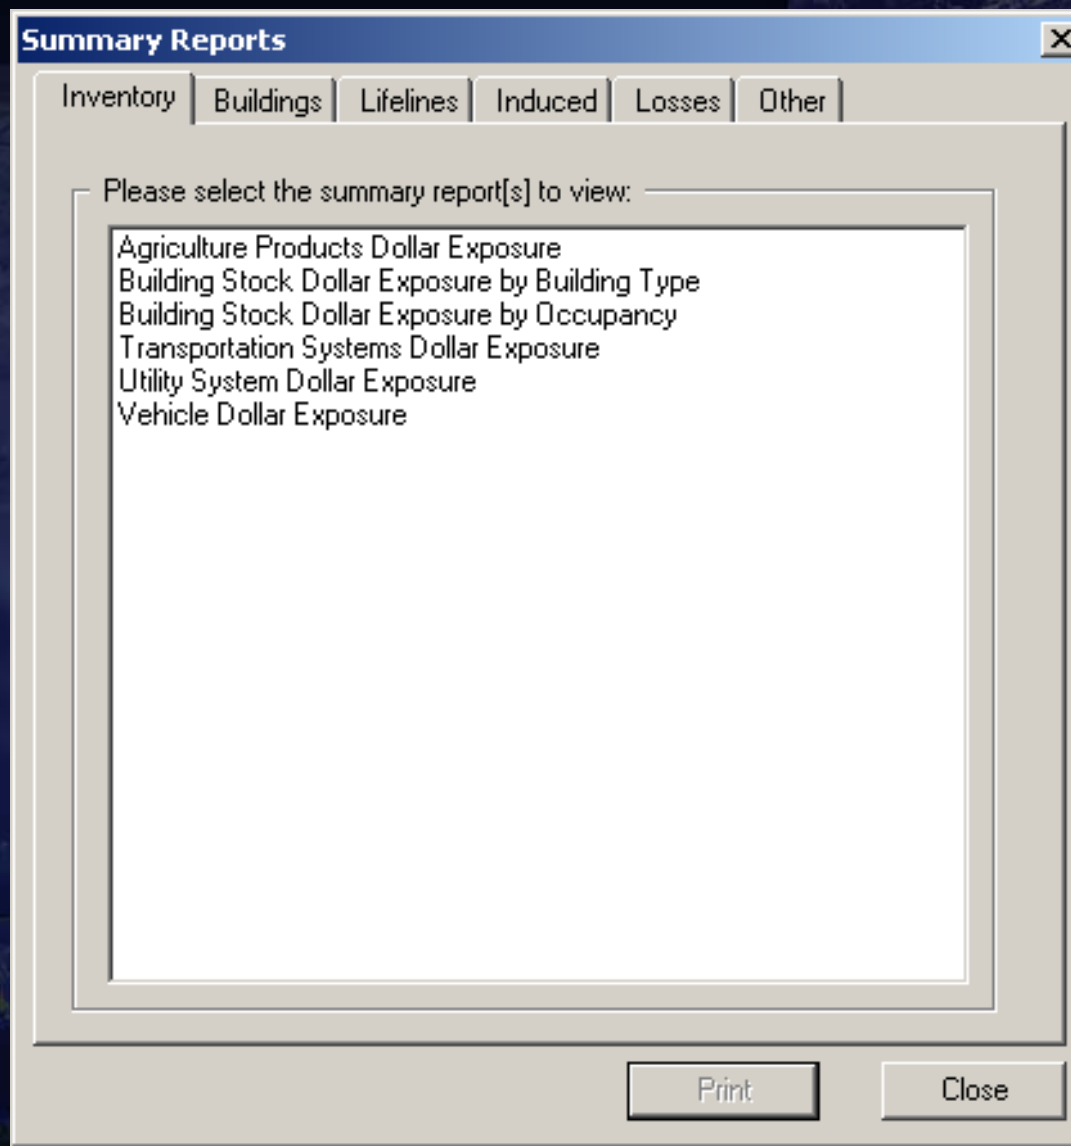 Summary Reports
Inventory Buildings Lifelines Induced Losses Other
Please select the summary report[s] to view:
Agriculture Products Dollar Exposure
Building Stock Dollar Exposure by Building Type
Building Stock Dollar Exposure by Occupancy
Transportation Systems Dollar Exposure
Utility System Dollar Exposure
Vehicle Dollar Exposure
Print Close